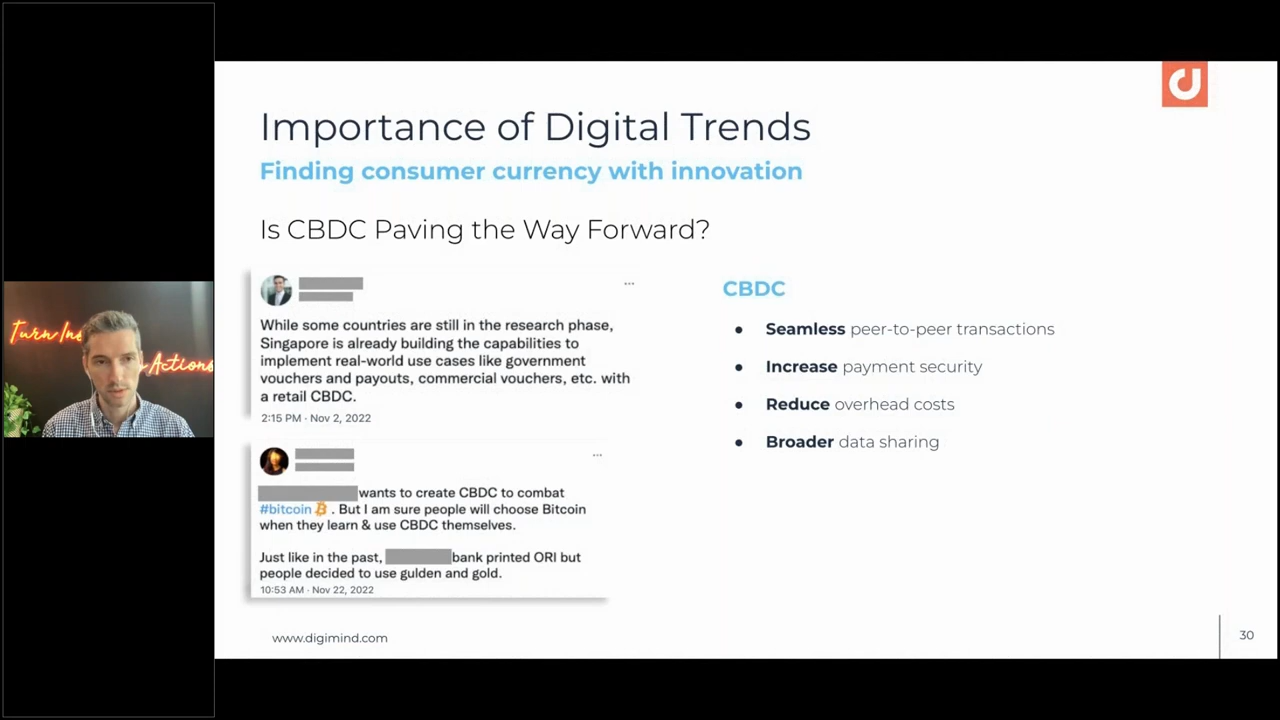 Importance of Digital Trends
Finding consumer currency with innovation
Is CBDC Paving the Way Forward?
While some countries are still in the research phase,
Singapore is already building the capabilities to
implement real-world use cases like government
vouchers and payouts, commercial vouchers, etc. with
a retail CBDC.
2:15 PM · Nov 2, 2022
wants to create CBDC to combat
#bitcoin . But I am sure people will choose Bitcoin
when they learn & use CBDC themselves.
Just like in the past, bank printed ORI but
people decided to use gulden and gold.
10:53 AM · Nov 22, 2022
CBDC
● Seamless peer-to-peer transactions
● Increase payment security
● Reduce overhead costs
● Broader data sharing
Turn
Actions
www.digimind.com
30